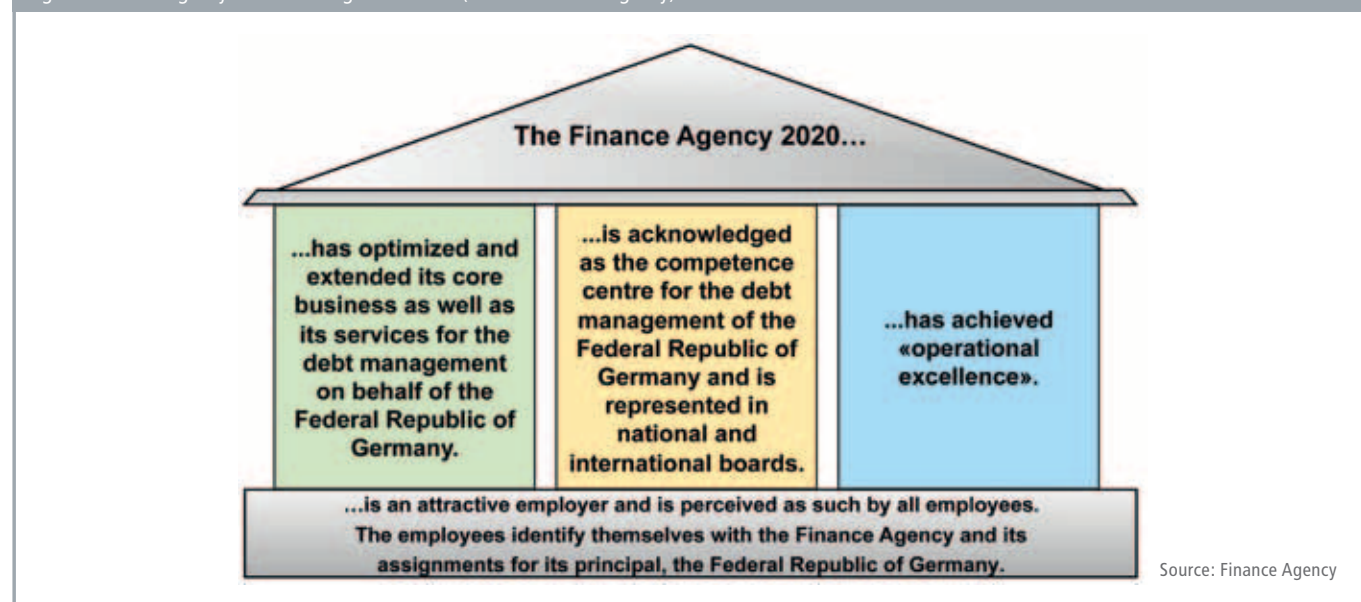 The Finance Agency 2020...
...has optimized and
extended its core
business as well as
its services for the
debt management
on behalf of the
Federal Republic of
Germany.
...is acknowledged
as the competence
centre for the debt
management of the
Federal Republic of
Germany and is
represented in
national and
international boards.
...has achieved
«operational
excellence».
...is an attractive employer and is perceived as such by all employees.
The employees identify themselves with the Finance Agency and its
assignments for its principal, the Federal Republic of Germany.
Source: Finance Agency